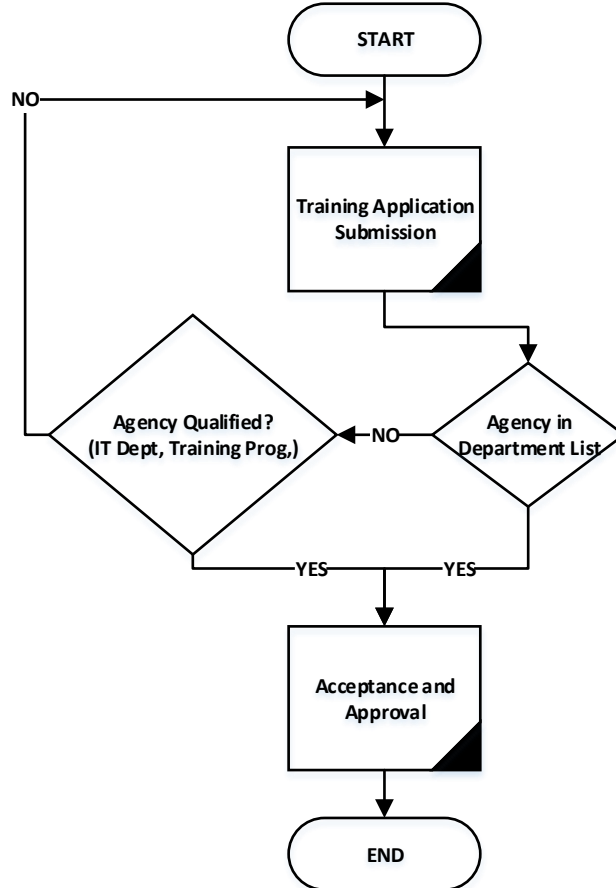 START
NO
Training Application
Submission
Agency Qualified?
(IT Dept, Training Prog,)
NO
Agency in
Department List
YES
YES
Acceptance and
Approval
END